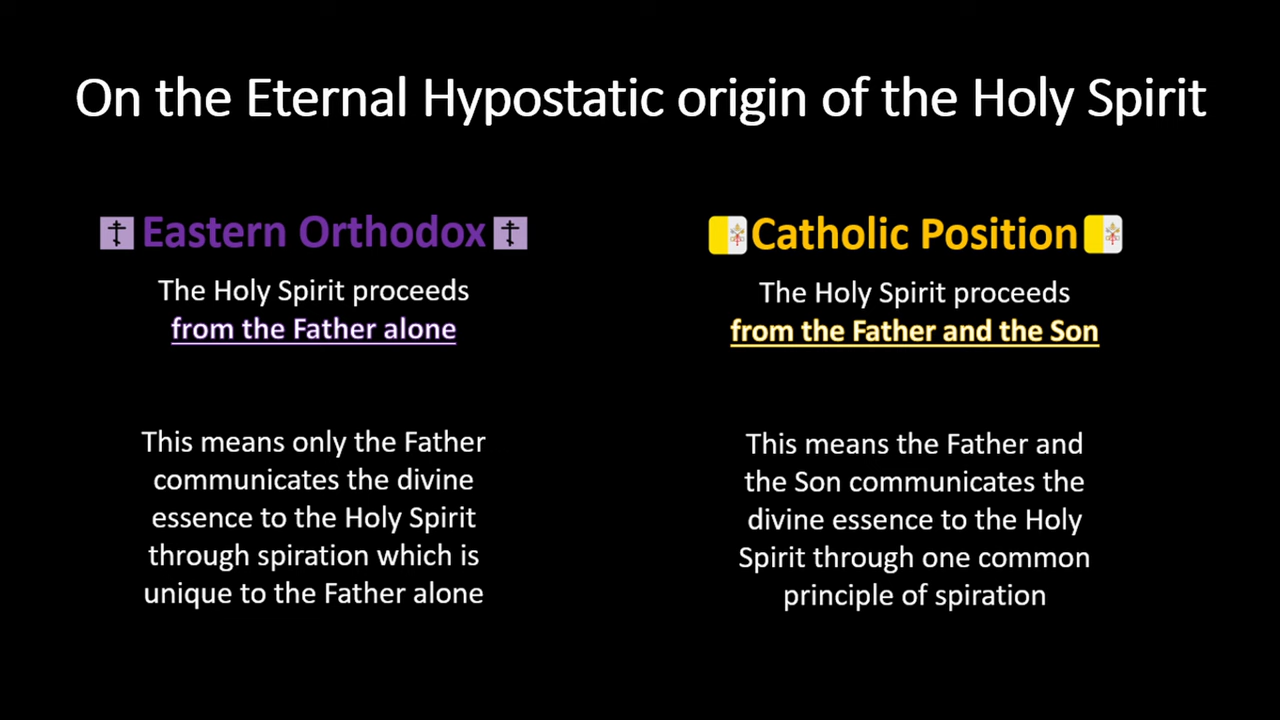 On the Eternal Hypostatic origin of the Holy Spirit
Eastern Orthodox
The Holy Spirit proceeds
from the Father alone
This means only the Father
communicates the divine
essence to the Holy Spirit
through spiration which is
unique to the Father alone
Catholic Position
The Holy Spirit proceeds
from the Father and the Son
This means the Father and
the Son communicates the
divine essence to the Holy
Spirit through one common
principle of spiration